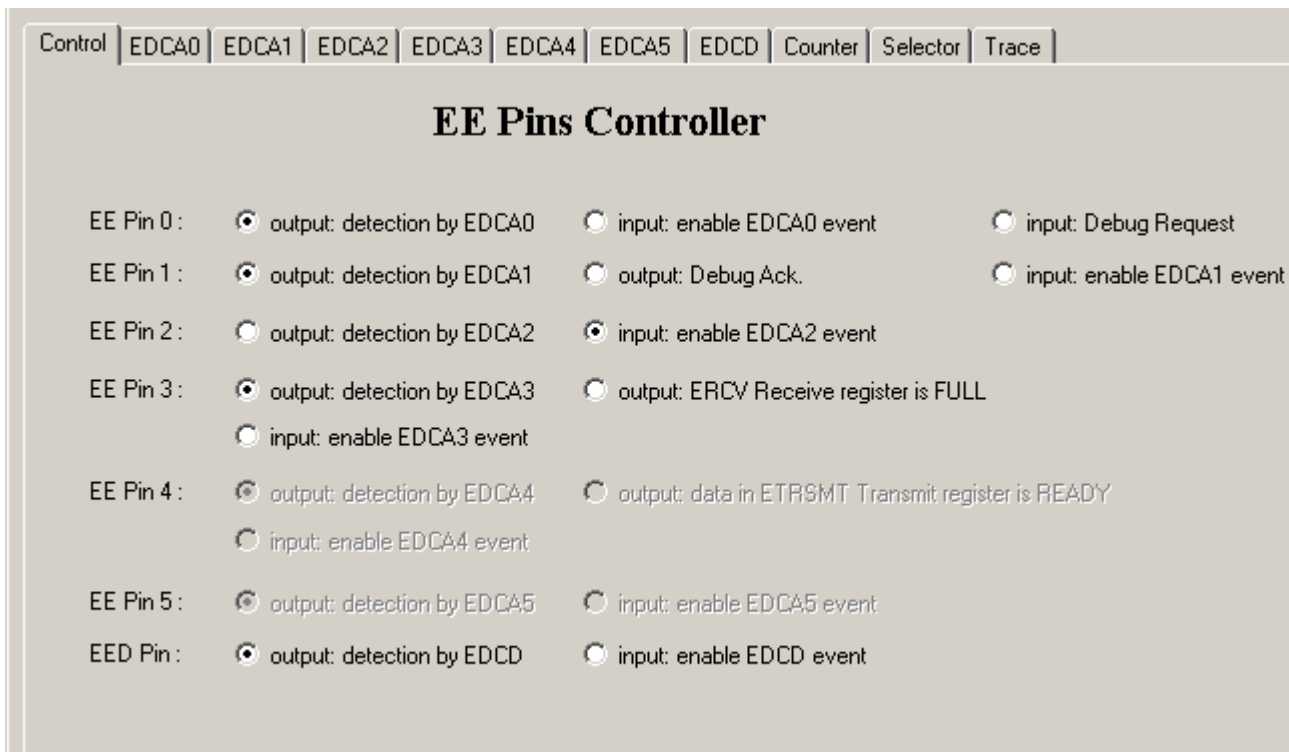 Control EDCA0 EDCA1 EDCA2 EDCA3 EDCA4 EDCA5 EDCD Counter Selector Trace
EE Pins Controller
EE Pin 0 : output: detection by EDCA0 input: enable EDCA0 event input: Debug Request
EE Pin 1 : output: detection by EDCA1 output: Debug Ack. input: enable EDCA1 event
EE Pin 2 : output: detection by EDCA2 input: enable EDCA2 event
EE Pin 3 : output: detection by EDCA3 output: ERCV Receive register is FULL
input: enable EDCA3 event
EE Pin 4 : output: detection by EDCA4 output: data in ETRSMT Transmit register is READY
input: enable EDCA4 event
EE Pin 5 : output: detection by EDCA5 input: enable EDCA5 event
EED Pin : output: detection by EDCD input: enable EDCD event